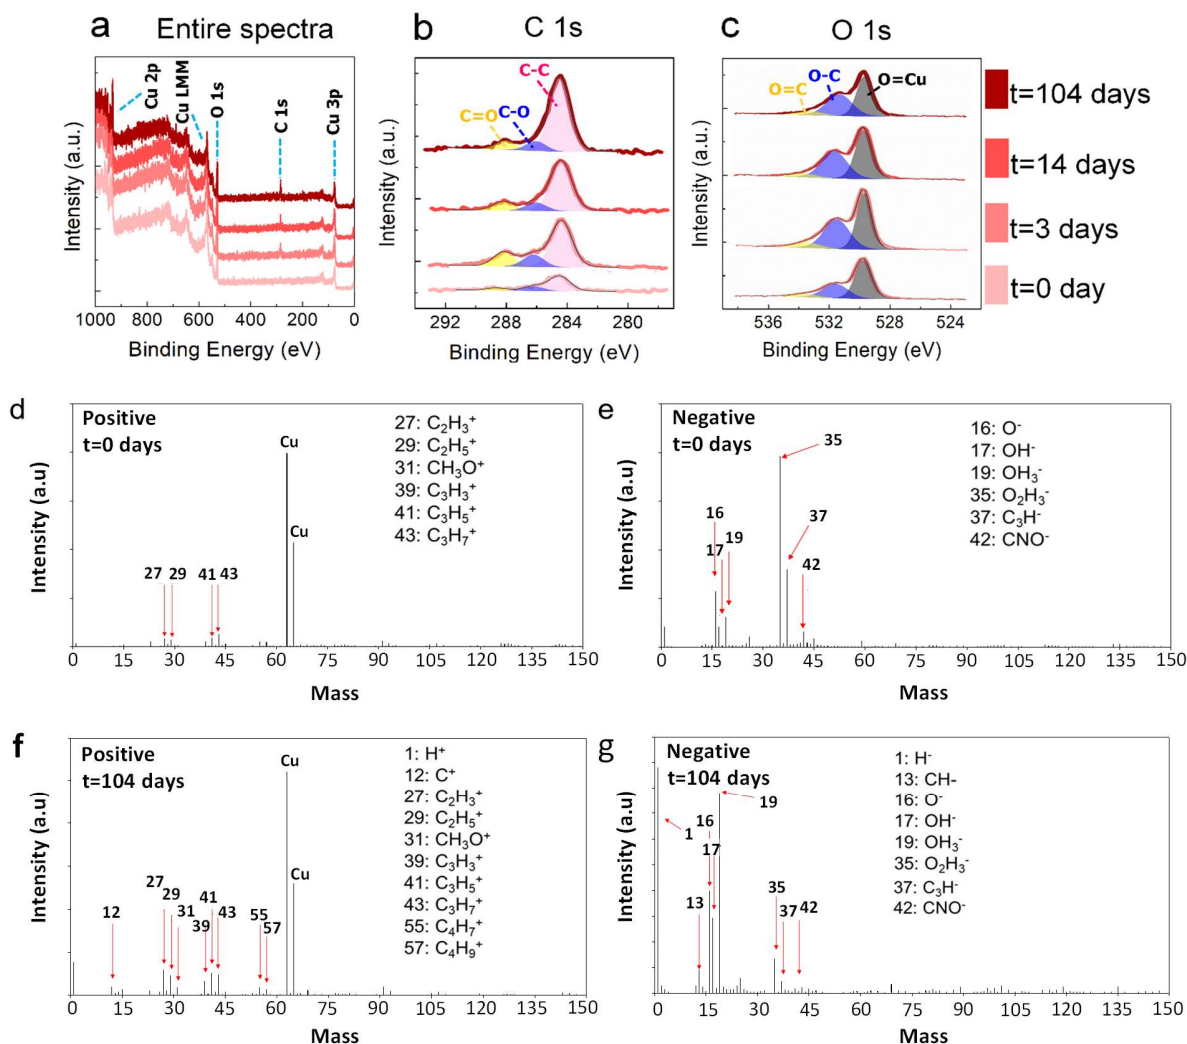 a Entire spectra
Intensity (a.u.)
Cu 2p
Cu LMM
O 1s
C 1s
Cu 3p
1000 800 600 400 200 0
Binding Energy (eV)
b C 1s
Intensity (a.u.)
C-C
C=O
C-O
292 288 284 280
Binding Energy (eV)
c O 1s
Intensity (a.u.)
O=C
O-C
O=Cu
536 532 528 524
Binding Energy (eV)
t=104 days
t=14 days
t=3 days
t=0 day
d
Positive
t=0 days
Intensity (a.u)
27 29 41 43
Cu
Cu
27: C₂H₃⁺
29: C₂H₅⁺
31: CH₃O⁺
39: C₃H₃⁺
41: C₃H₅⁺
43: C₃H₇⁺
0 15 30 45 60 75 90 105 120 135 150
Mass
e
Negative
t=0 days
Intensity (a.u)
16
17
19
35
37
42
16: O⁻
17: OH⁻
19: OH₃⁻
35: O₂H₃⁻
37: C₃H⁻
42: CNO⁻
0 15 30 45 60 75 90 105 120 135 150
Mass
f
Positive
t=104 days
Intensity (a.u)
12
27
29
31
39
41
43
55
57
Cu
Cu
1: H⁺
12: C⁺
27: C₂H₃⁺
29: C₂H₅⁺
31: CH₃O⁺
39: C₃H₃⁺
41: C₃H₅⁺
43: C₃H₇⁺
55: C₄H₇⁺
57: C₄H₉⁺
0 15 30 45 60 75 90 105 120 135 150
Mass
g
Negative
t=104 days
Intensity (a.u)
19
16
1
17
13
35
37
42
1: H⁻
13: CH-
16: O⁻
17: OH⁻
19: OH₃⁻
35: O₂H₃⁻
37: C₃H⁻
42: CNO⁻
0 15 30 45 60 75 90 105 120 135 150
Mass